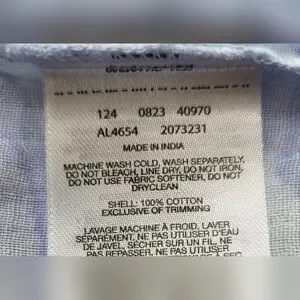 124 0823 40970
AL4654 2073231
MADE IN INDIA
MACHINE WASH COLD, WASH SEPARATELY,
DO NOT BLEACH, LINE DRY, DO NOT IRON,
DO NOT USE FABRIC SOFTENER, DO NOT
DRYCLEAN
SHELL: 100% COTTON
EXCLUSIVE OF TRIMMING
LAVAGE MACHINE À FROID, LAVER
SÉPARÉMENT, NE PAS UTILISER D'EAU
DE JAVEL, SÉCHER SUR UN FIL, NE
PAS REPASSER, NE PAS UTILISER